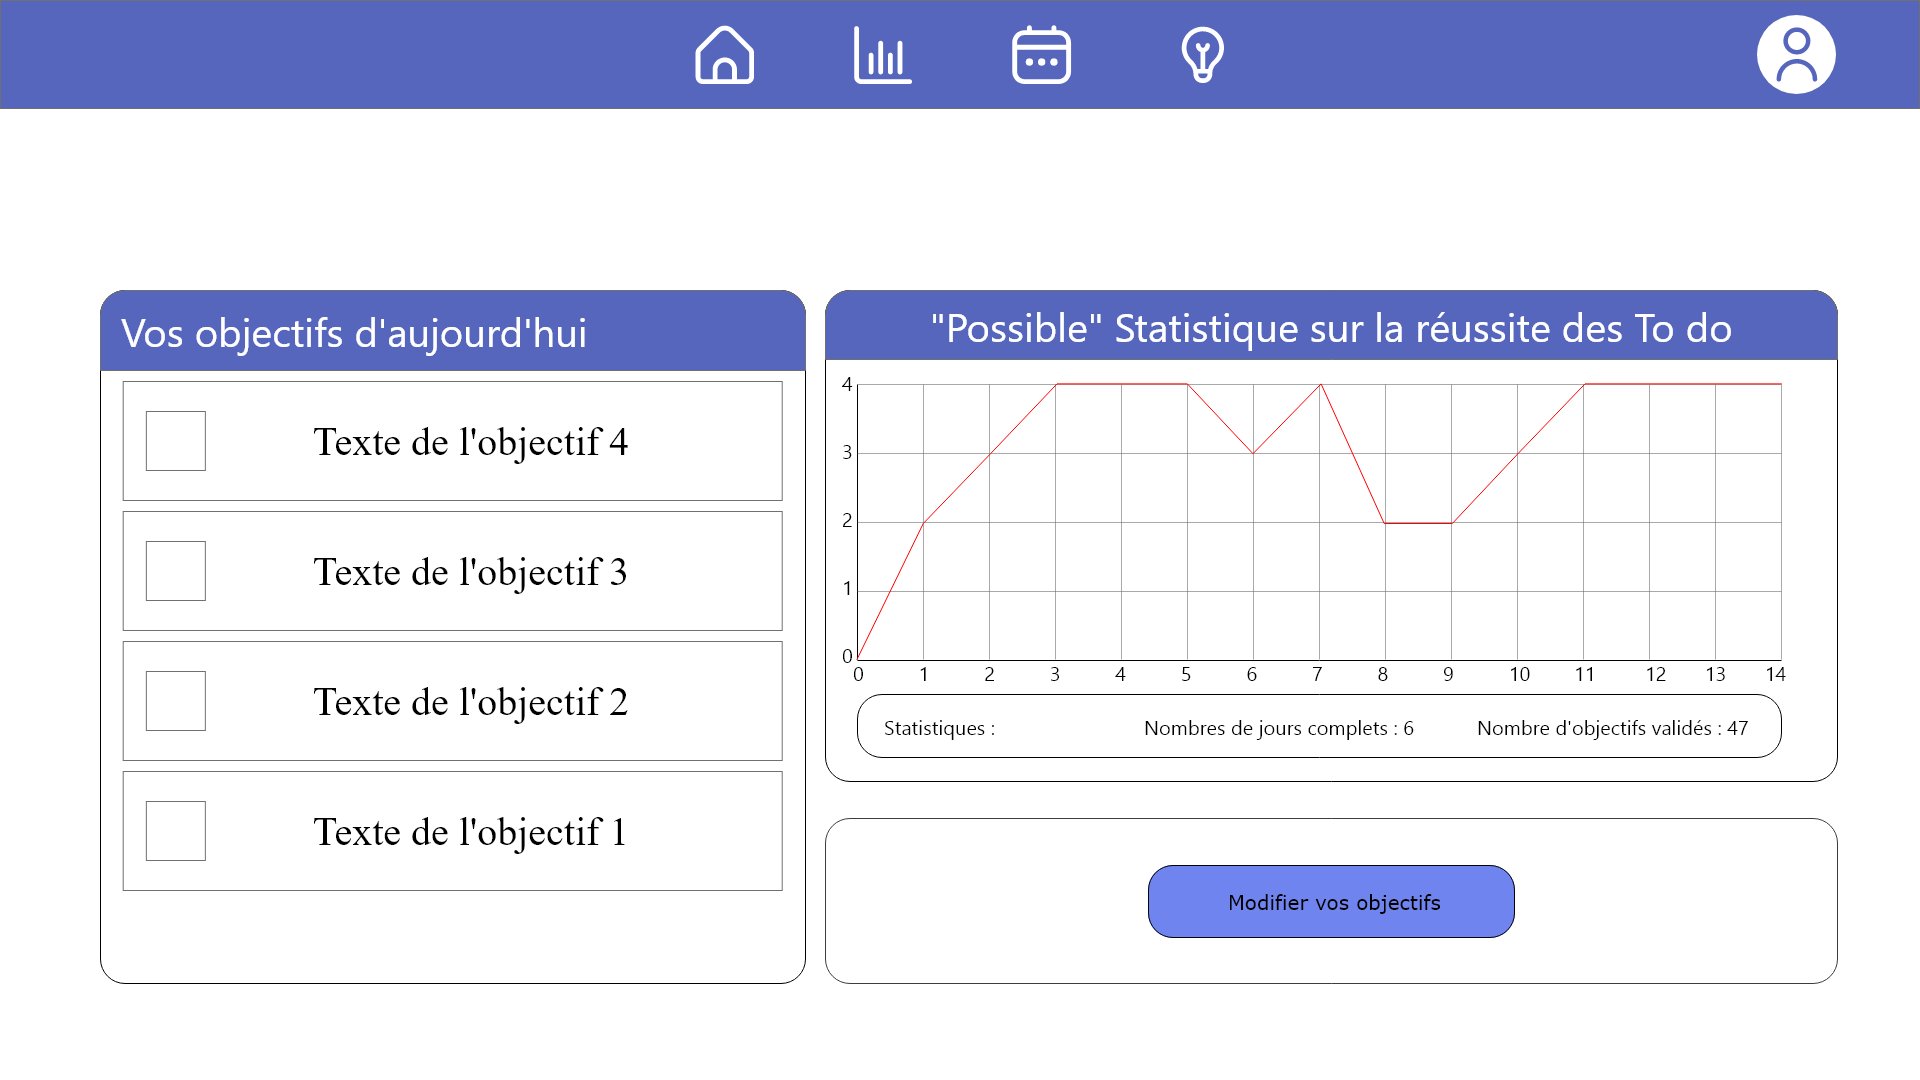 Vos objectifs d'aujourd'hui
Texte de l'objectif 4
Texte de l'objectif 3
Texte de l'objectif 2
Texte de l'objectif 1
"Possible" Statistique sur la réussite des To do
4
3
2
1
0
0 1 2 3 4 5 6 7 8 9 10 11 12 13 14
Statistiques : Nombres de jours complets : 6 Nombre d'objectifs validés : 47
Modifier vos objectifs